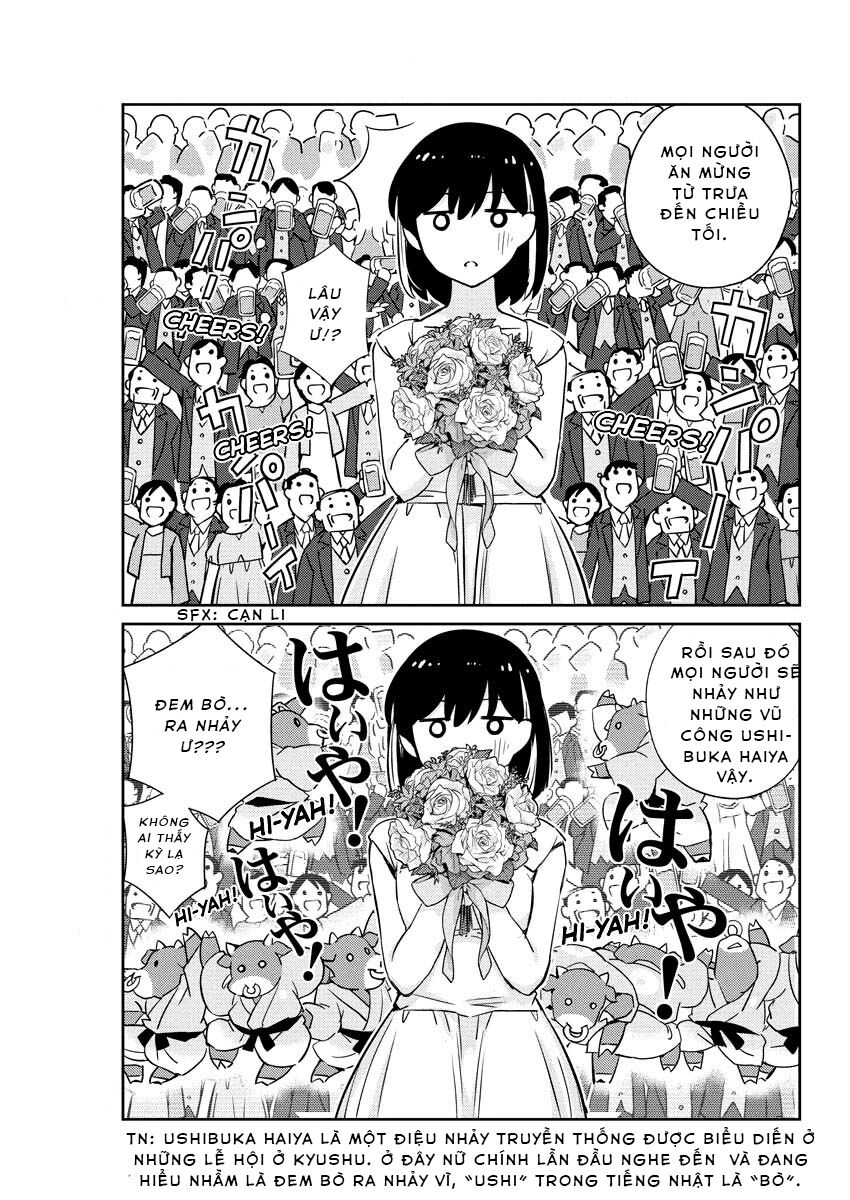 MỌI NGƯỜI
ĂN MỪNG
TỪ TRƯA
ĐẾN CHIỀU
TỐI.
LÂU
VẬY
Ư!?
カンパーイ
CHEERS!
カンパーイ
CHEERS!
カンパーイ
CHEERS!
SFX: CẠN LI
RỒI SAU ĐÓ
MỌI NGƯỜI SẼ
NHẢY NHƯ
NHỮNG VŨ
CÔNG USHI-
BUKA HAIYA
VẬY.
ĐEM BÒ...
RA NHẢY
Ư???
KHÔNG
AI THẤY
KỲ LẠ
SAO?
はいや!
HI-YAH!
はいや!
HI-YAH!
はいや!
HI-YAH!
TN: USHIBUKA HAIYA LÀ MỘT ĐIỆU NHẢY TRUYỀN THỐNG ĐƯỢC BIỂU DIẾN Ở
NHỮNG LỄ HỘI Ở KYUSHU. Ở ĐÂY NỮ CHÍNH LẦN ĐẦU NGHE ĐẾN VÀ ĐANG
HIỂU NHẦM LÀ ĐEM BÒ RA NHẢY VÌ, "USHI" TRONG TIẾNG NHẬT LÀ "BÒ".